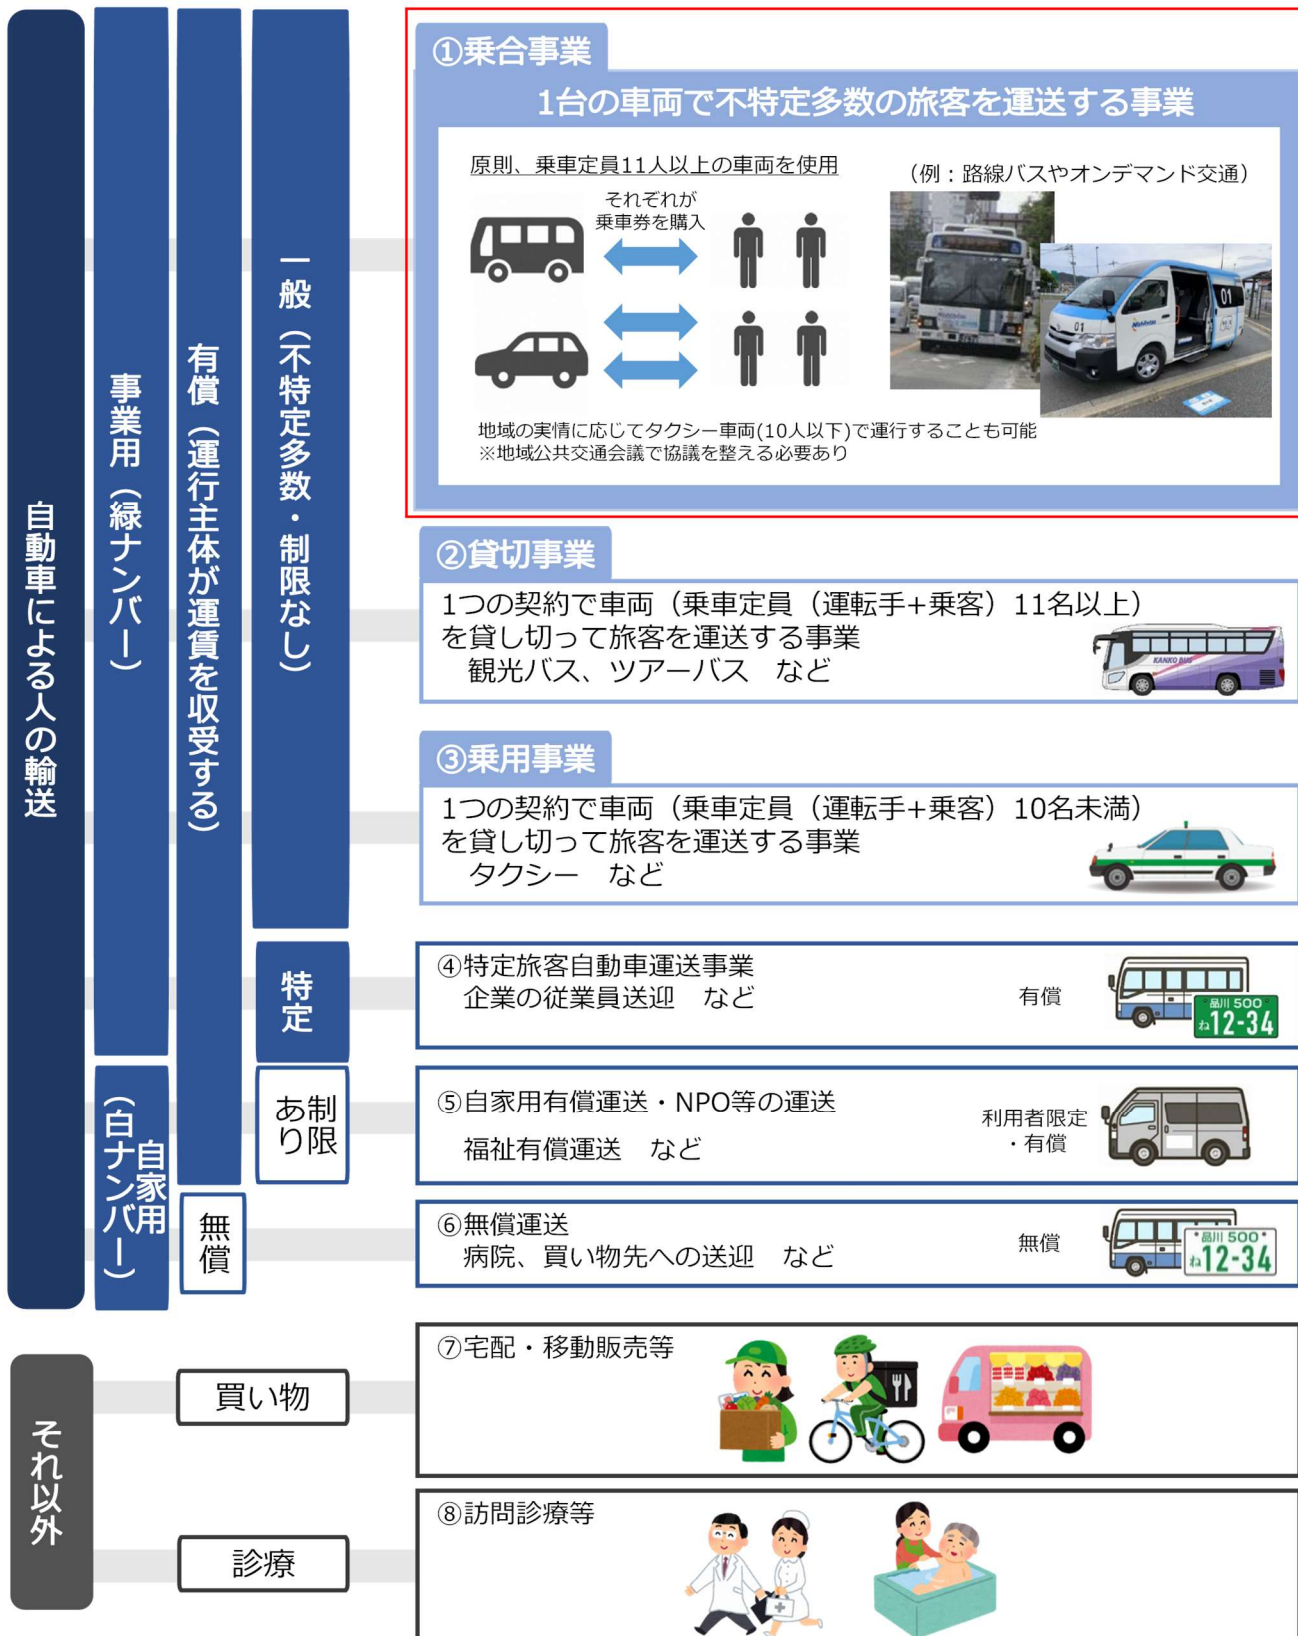 自動車による人の輸送
事業用（緑ナンバー）
有償（運行主体が運賃を収受する）
一般（不特定多数・制限なし）
①乗合事業
1台の車両で不特定多数の旅客を運送する事業
原則、乗車定員11人以上の車両を使用
（例：路線バスやオンデマンド交通）
それぞれが
乗車券を購入
01
01
地域の実情に応じてタクシー車両(10人以下)で運行することも可能
※地域公共交通会議で協議を整える必要あり
②貸切事業
1つの契約で車両（乗車定員（運転手+乗客）11名以上）
を貸し切って旅客を運送する事業
観光バス、ツアーバス　など
KANKO BUS
③乗用事業
1つの契約で車両（乗車定員（運転手+乗客）10名未満）
を貸し切って旅客を運送する事業
タクシー　など
特定
④特定旅客自動車運送事業
企業の従業員送迎　など
有償
品川 500
ね12-34
自家用
（白ナンバー）
制限
あり
⑤自家用有償運送・NPO等の運送
福祉有償運送　など
利用者限定
・有償
無償
⑥無償運送
病院、買い物先への送迎　など
無償
品川 500
ね12-34
それ以外
買い物
⑦宅配・移動販売等
診療
⑧訪問診療等